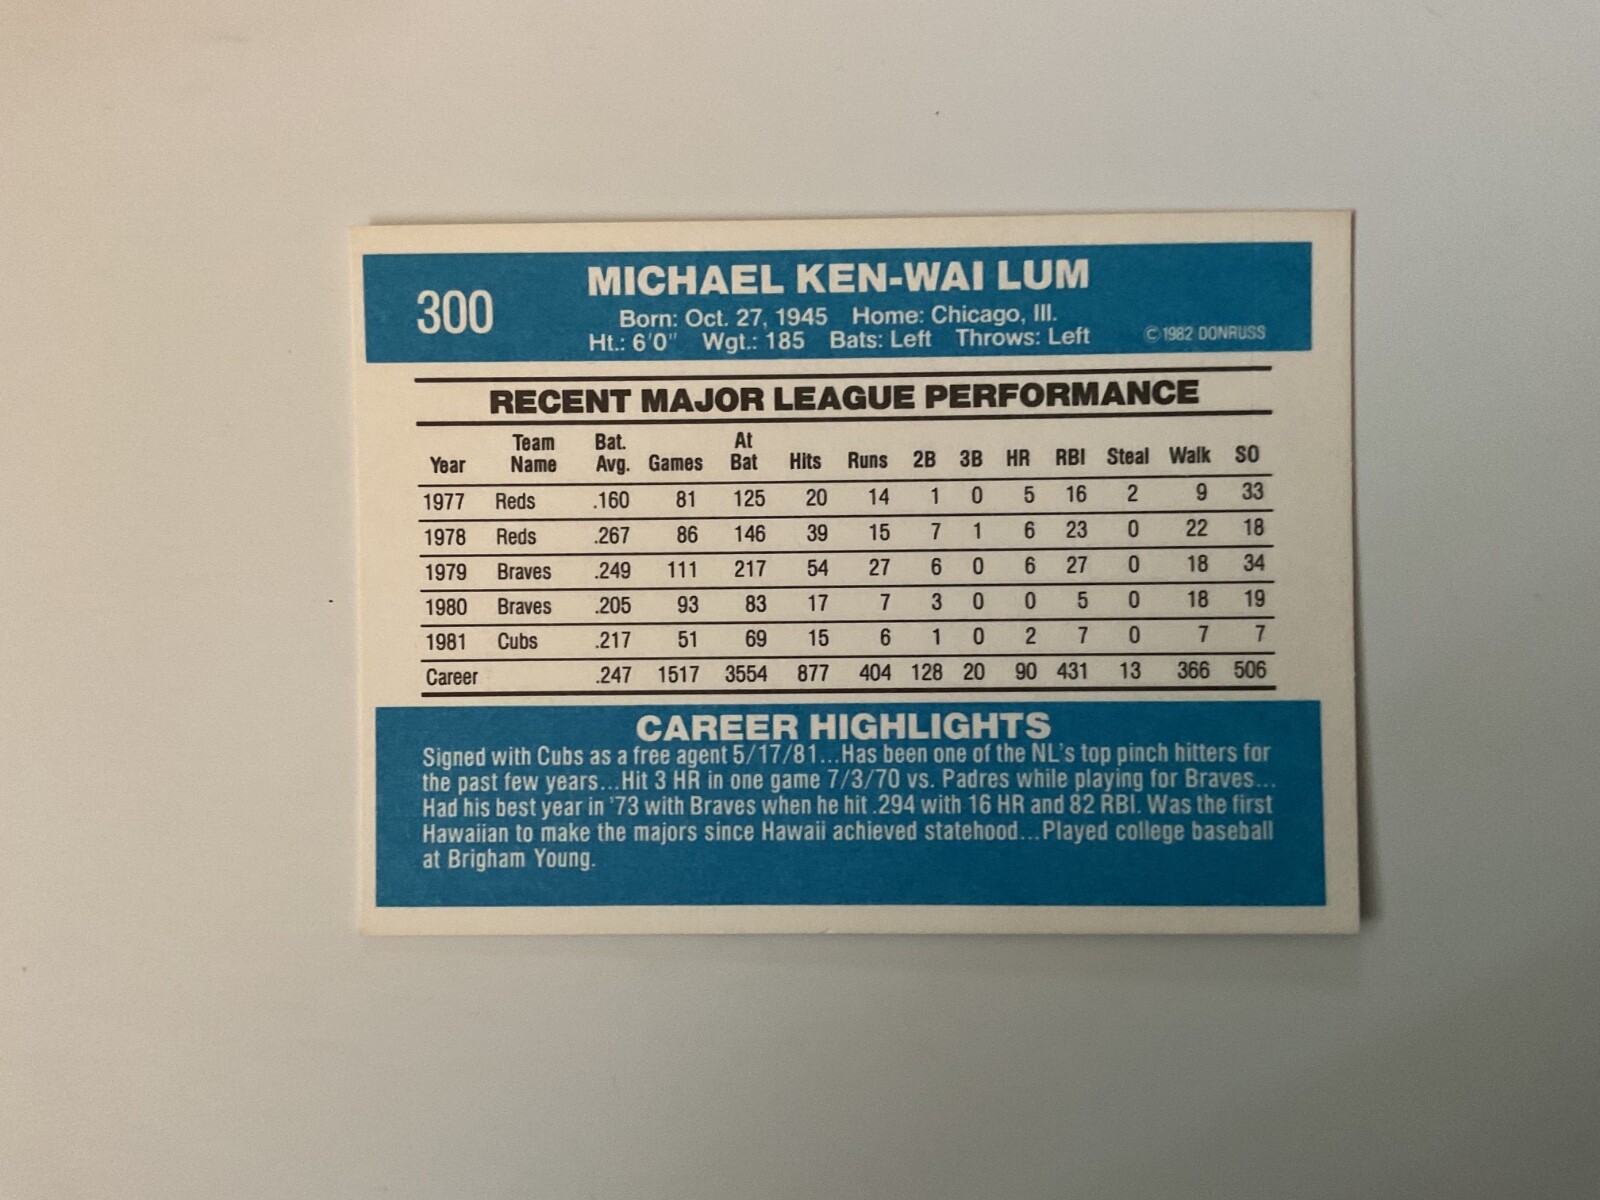 300
MICHAEL KEN-WAI LUM
Born: Oct. 27, 1945 Home: Chicago, Ill.
Ht.: 6'0" Wgt.: 185 Bats: Left Throws: Left
©1982 DONRUSS
RECENT MAJOR LEAGUE PERFORMANCE
Year Team Name Bat. Avg. Games At Bat Hits Runs 2B 3B HR RBI Steal Walk SO
1977 Reds .160 81 125 20 14 1 0 5 16 2 9 33
1978 Reds .267 86 146 39 15 7 1 6 23 0 22 18
1979 Braves .249 111 217 54 27 6 0 6 27 0 18 34
1980 Braves .205 93 83 17 7 3 0 0 5 0 18 19
1981 Cubs .217 51 69 15 6 1 0 2 7 0 7 7
Career .247 1517 3554 877 404 128 20 90 431 13 366 506
CAREER HIGHLIGHTS
Signed with Cubs as a free agent 5/17/81...Has been one of the NL's top pinch hitters for
the past few years...Hit 3 HR in one game 7/3/70 vs. Padres while playing for Braves...
Had his best year in '73 with Braves when he hit .294 with 16 HR and 82 RBI. Was the first
Hawaiian to make the majors since Hawaii achieved statehood...Played college baseball
at Brigham Young.